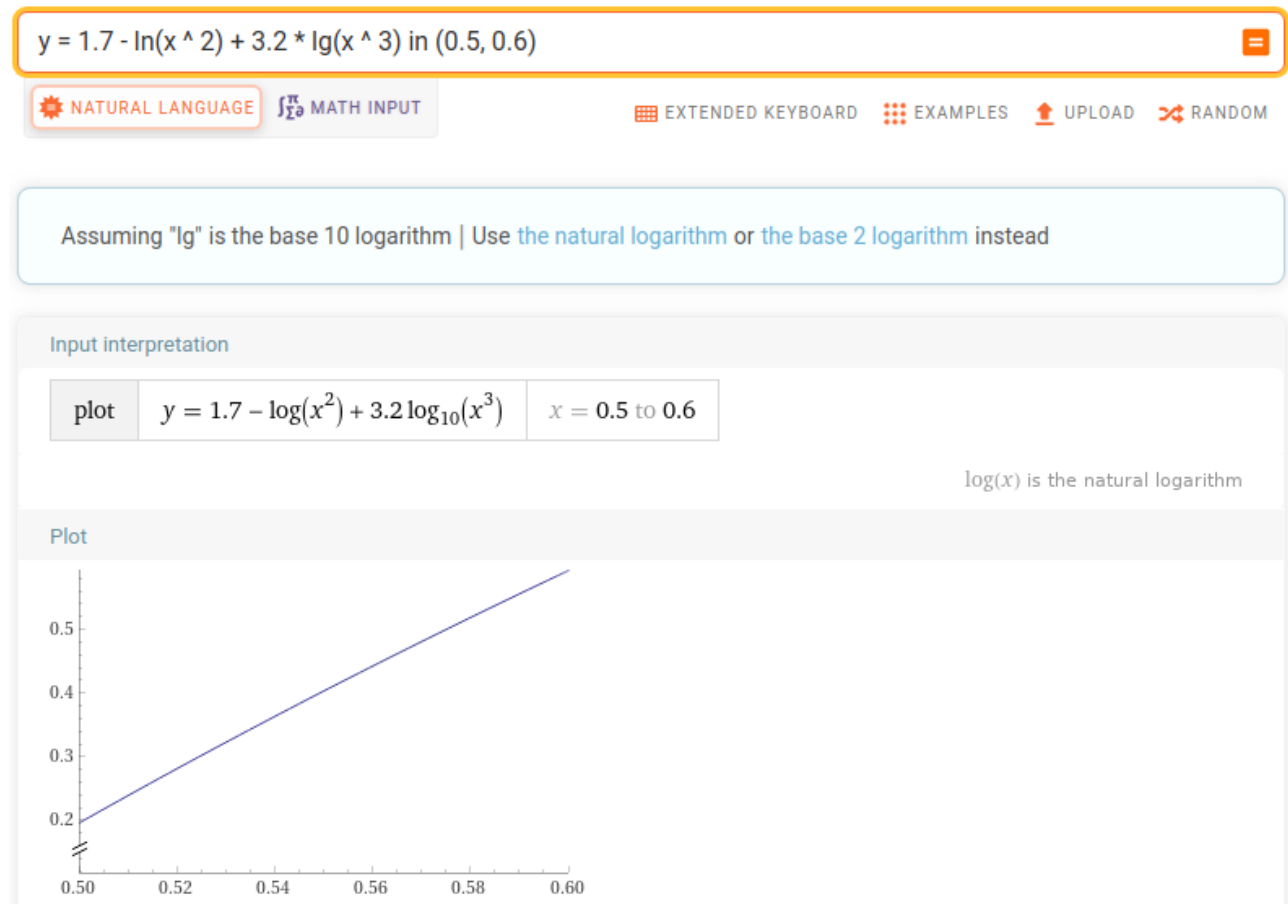 y = 1.7 - ln(x ^ 2) + 3.2 * lg(x ^ 3) in (0.5, 0.6)
NATURAL LANGUAGE MATH INPUT EXTENDED KEYBOARD EXAMPLES UPLOAD RANDOM
Assuming "lg" is the base 10 logarithm | Use the natural logarithm or the base 2 logarithm instead
Input interpretation
plot y = 1.7 − log(x²) + 3.2 log₁₀(x³) x = 0.5 to 0.6
log(x) is the natural logarithm
Plot
0.5
0.4
0.3
0.2
0.50 0.52 0.54 0.56 0.58 0.60